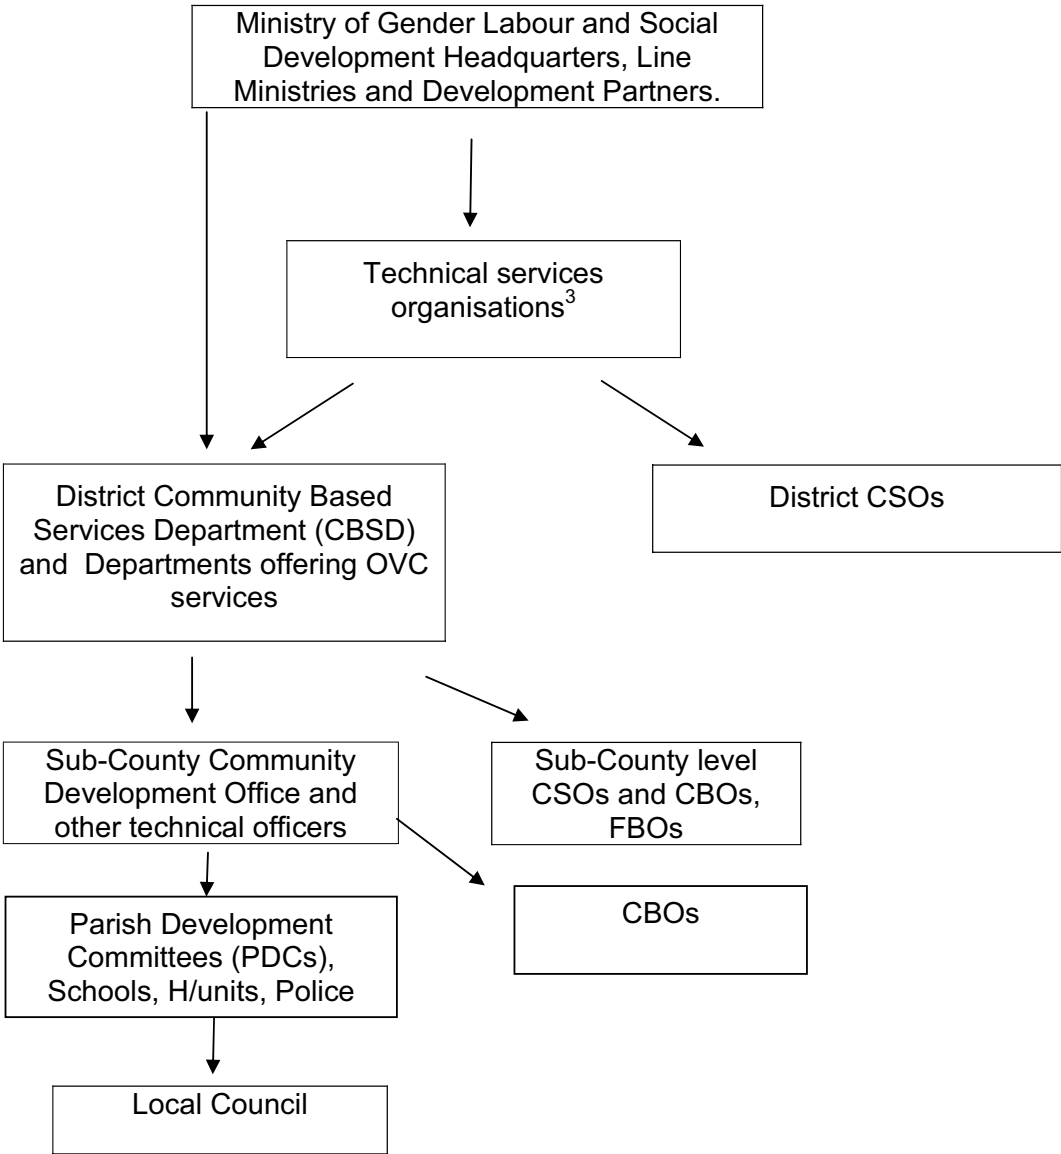 Ministry of Gender Labour and Social
Development Headquarters, Line
Ministries and Development Partners.
Technical services
organisations3
District Community Based
Services Department (CBSD)
and Departments offering OVC
services
District CSOs
Sub-County Community
Development Office and
other technical officers
Sub-County level
CSOs and CBOs,
FBOs
Parish Development
Committees (PDCs),
Schools, H/units, Police
CBOs
Local Council